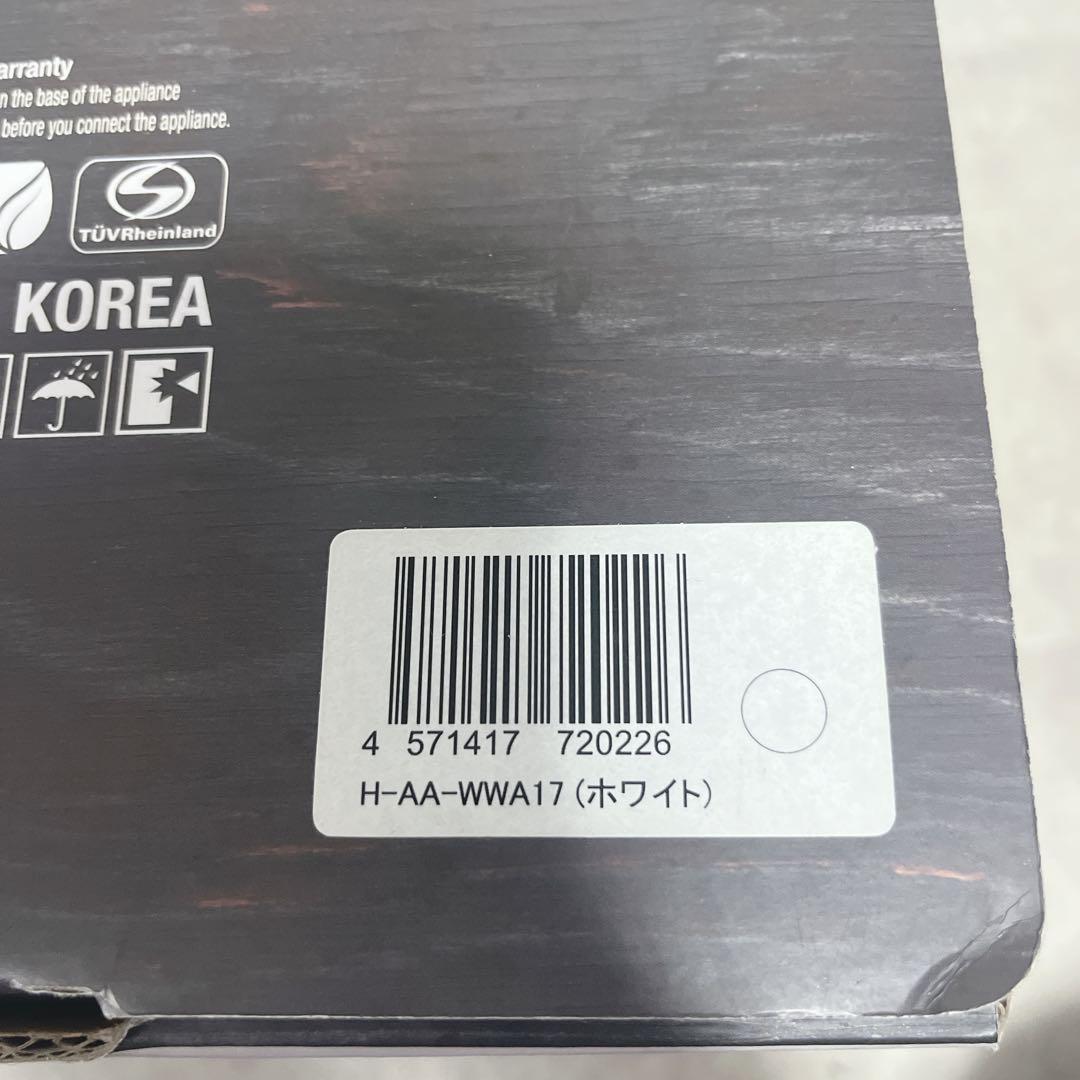 arranty
n the base of the appliance
before you connect the appliance.
TÜVRheinland
KOREA
4 571417 720226
H-AA-WWA17 (ホワイト)